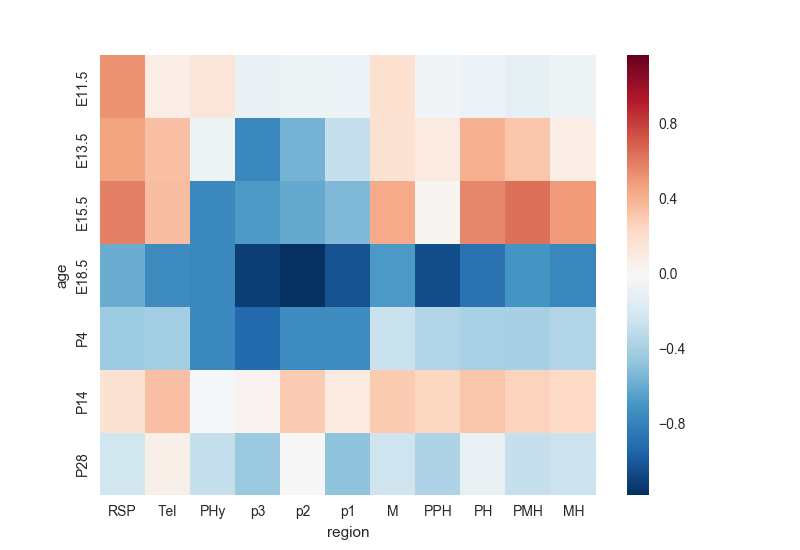 E11.5
E13.5
E15.5
E18.5
P4
P14
P28
age
RSP Tel PHy p3 p2 p1 M PPH PH PMH MH
region
0.8
0.4
0.0
−0.4
−0.8